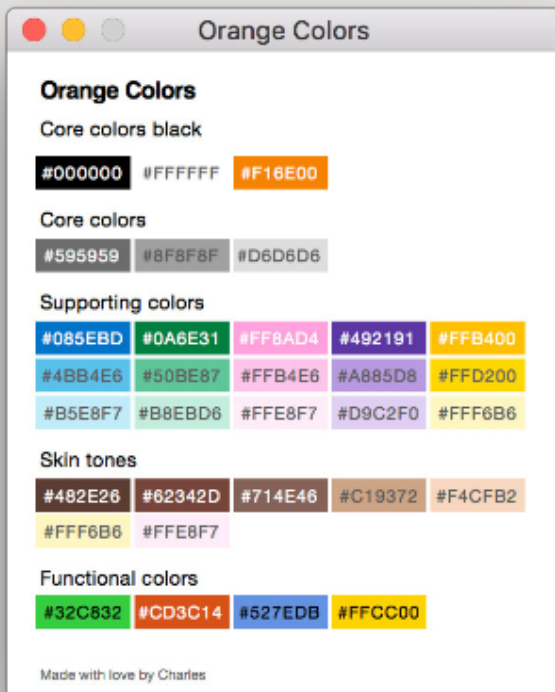 Orange Colors
Orange Colors
Core colors black
#000000 #FFFFFF #F16E00
Core colors
#595959 #8F8F8F #D6D6D6
Supporting colors
#085EBD #0A6E31 #FF8AD4 #492191 #FFB400
#4BB4E6 #50BE87 #FFB4E6 #A885D8 #FFD200
#B5E8F7 #B8EBD6 #FFE8F7 #D9C2F0 #FFF6B6
Skin tones
#482E26 #62342D #714E46 #C19372 #F4CFB2
#FFF6B6 #FFE8F7
Functional colors
#32C832 #CD3C14 #527EDB #FFCC00
Made with love by Charles